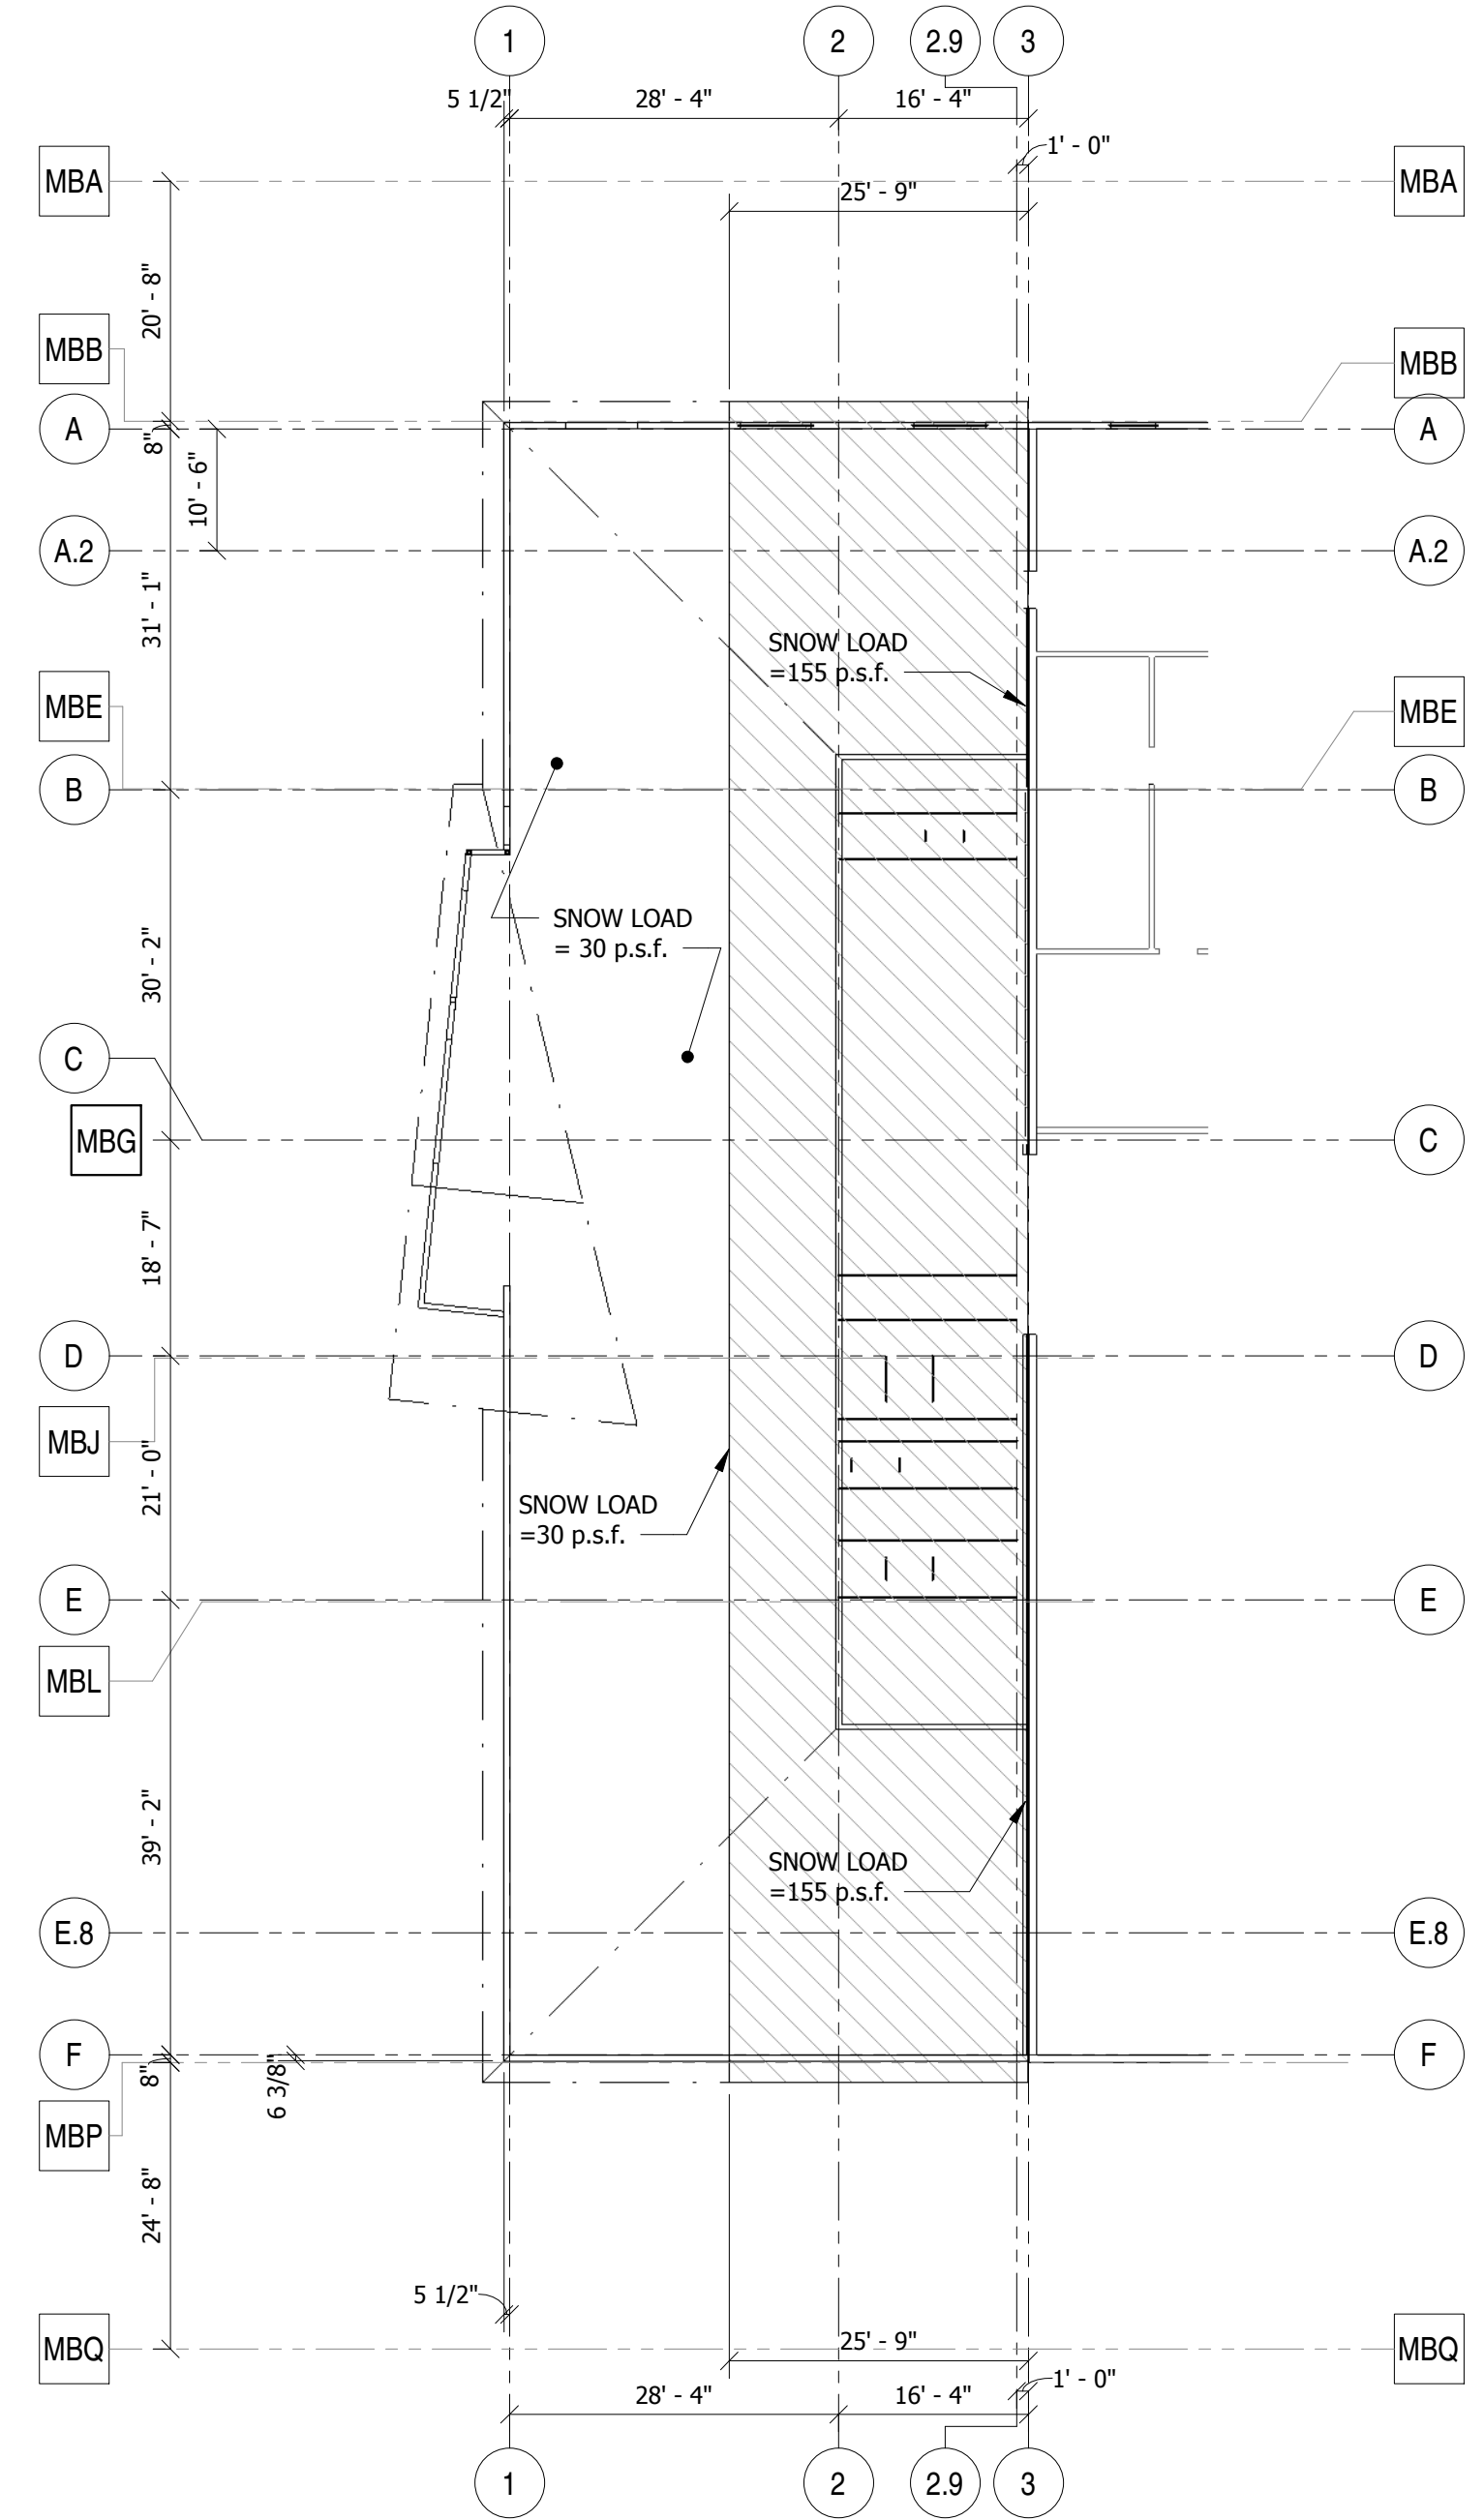 1
2
2.9
3
5 1/2"
28' - 4"
16' - 4"
1' - 0"
MBA
MBA
25' - 9"
20' - 8"
MBB
MBB
A
A
8"
10' - 6"
A.2
A.2
31' - 1"
SNOW LOAD
=155 p.s.f.
MBE
MBE
B
B
SNOW LOAD
= 30 p.s.f.
30' - 2"
C
MBG
C
18' - 7"
D
D
MBJ
21' - 0"
SNOW LOAD
=30 p.s.f.
E
E
MBL
39' - 2"
SNOW LOAD
=155 p.s.f.
E.8
E.8
F
F
8"
6 3/8"
MBP
24' - 8"
5 1/2"
MBQ
MBQ
25' - 9"
1' - 0"
28' - 4"
16' - 4"
1
2
2.9
3